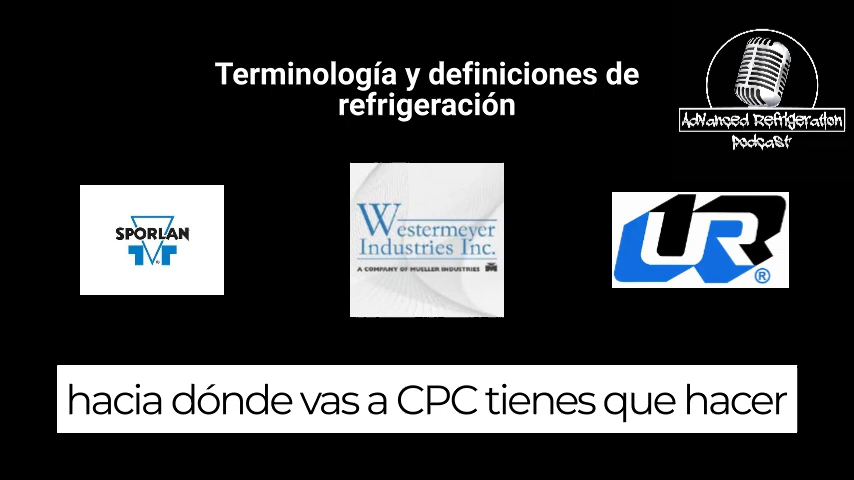 Terminología y definiciones de
refrigeración
Advanced Refrigeration
Podcast
SPORLAN
Westermeyer
Industries Inc.
A COMPANY OF MUELLER INDUSTRIES
UR
®
hacia dónde vas a CPC tienes que hacer